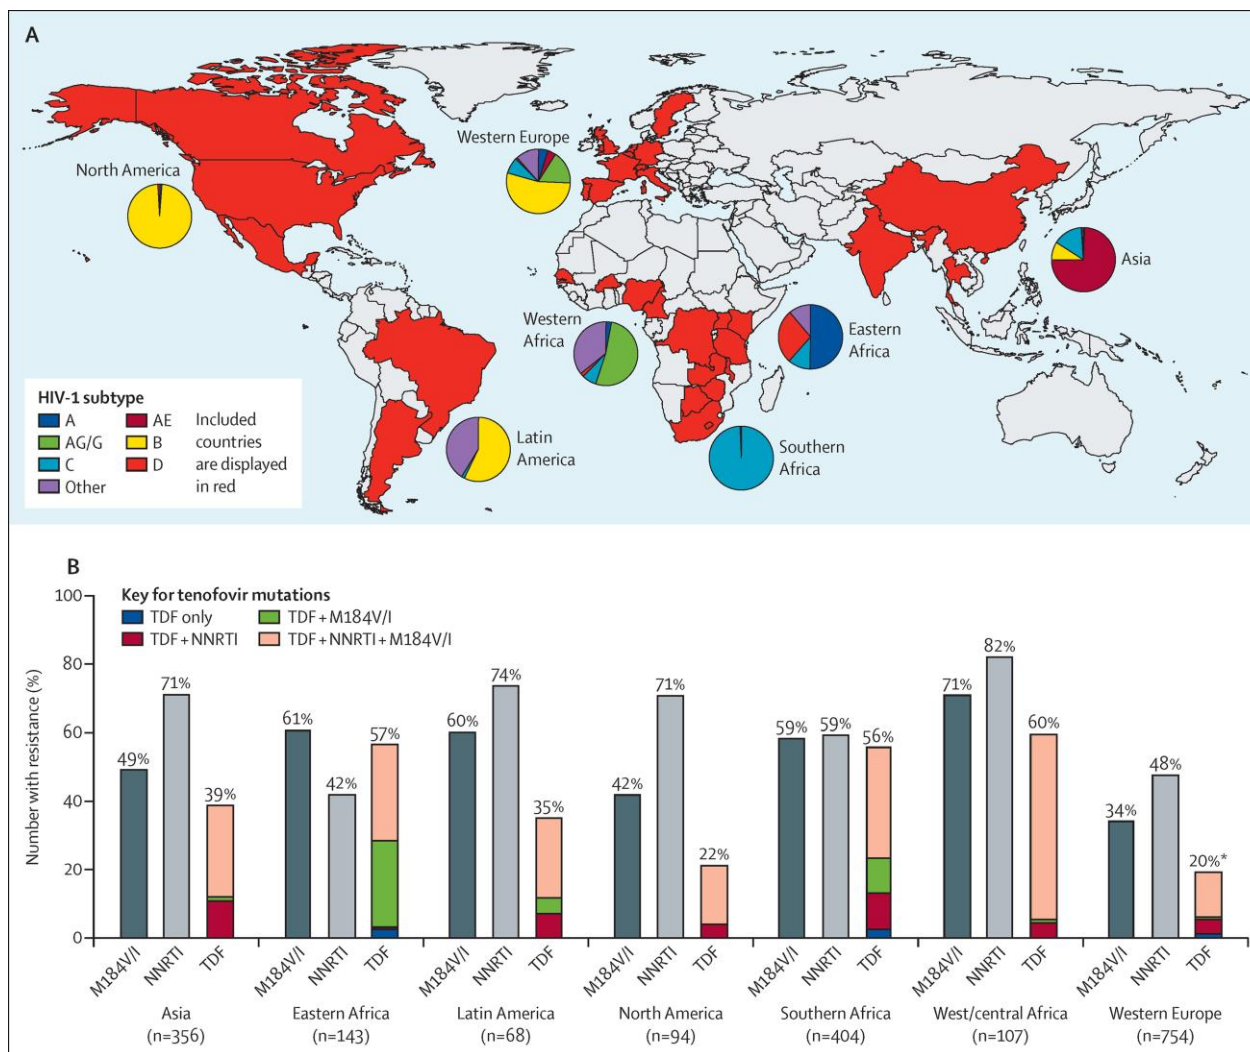 A
North America
Western Europe
Asia
Western
Africa
Eastern
Africa
Latin
America
Southern
Africa
HIV-1 subtype
A
AE
Included
AG/G
B
countries
C
D
are displayed
Other
in red
B
Key for tenofovir mutations
TDF only
TDF + M184V/I
TDF + NNRTI
TDF + NNRTI + M184V/I
Number with resistance (%)
100
80
60
40
20
0
49%
71%
39%
61%
42%
57%
60%
74%
35%
42%
71%
22%
59%
59%
56%
71%
82%
60%
34%
48%
20%*
M184V/I
NNRTI
TDF
M184V/I
NNRTI
TDF
M184V/I
NNRTI
TDF
M184V/I
NNRTI
TDF
M184V/I
NNRTI
TDF
M184V/I
NNRTI
TDF
M184V/I
NNRTI
TDF
Asia
(n=356)
Eastern Africa
(n=143)
Latin America
(n=68)
North America
(n=94)
Southern Africa
(n=404)
West/central Africa
(n=107)
Western Europe
(n=754)